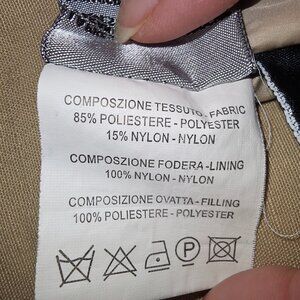 COMPOSZIONE TESSUTO-FABRIC
85% POLIESTERE - POLYESTER
15% NYLON - NYLON
COMPOSZIONE FODERA-LINING
100% NYLON - NYLON
COMPOSIZIONE OVATTA-FILLING
100% POLIESTERE - POLYESTER
P